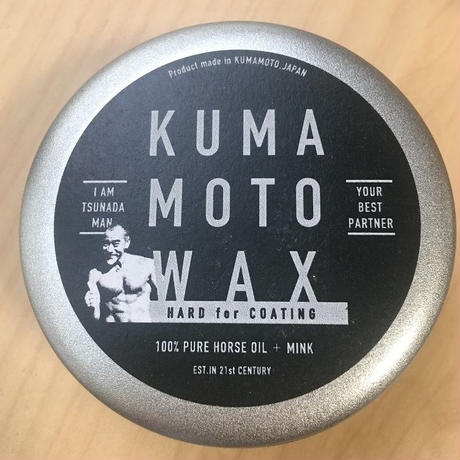 Product made in KUMAMOTO.JAPAN
KUMA
MOTO
WAX
I AM
TSUNADA
MAN
YOUR
BEST
PARTNER
HARD for COATING
100% PURE HORSE OIL + MINK
EST.IN 21st CENTURY